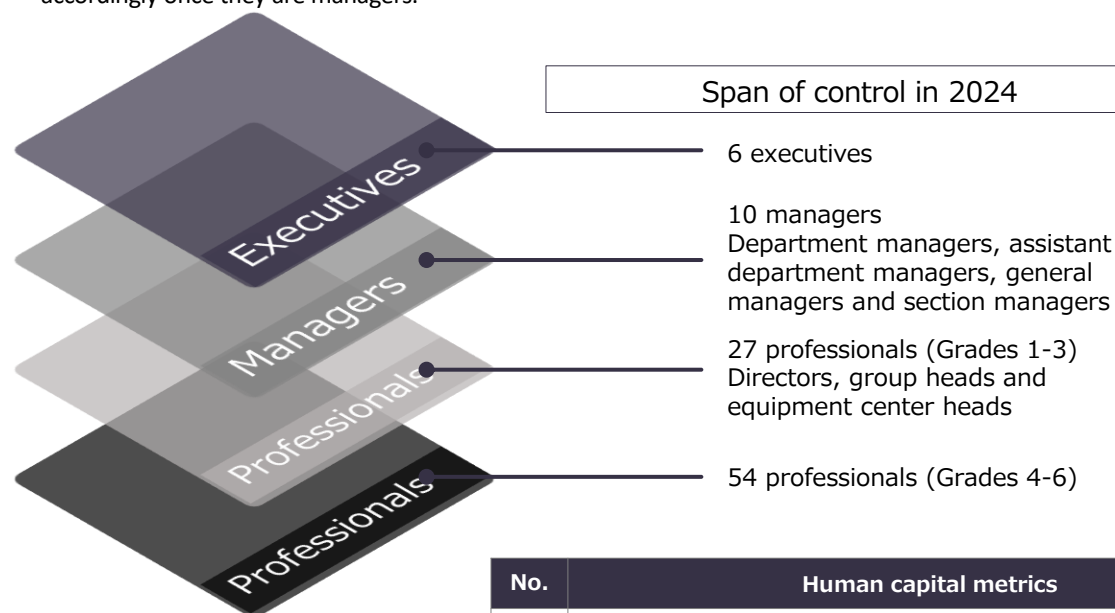 accordingly once they are managers.
Span of control in 2024
Executives
6 executives
Managers
10 managers
Department managers, assistant
department managers, general
managers and section managers
Professionals
27 professionals (Grades 1-3)
Directors, group heads and
equipment center heads
Professionals
54 professionals (Grades 4-6)
No.
Human capital metrics